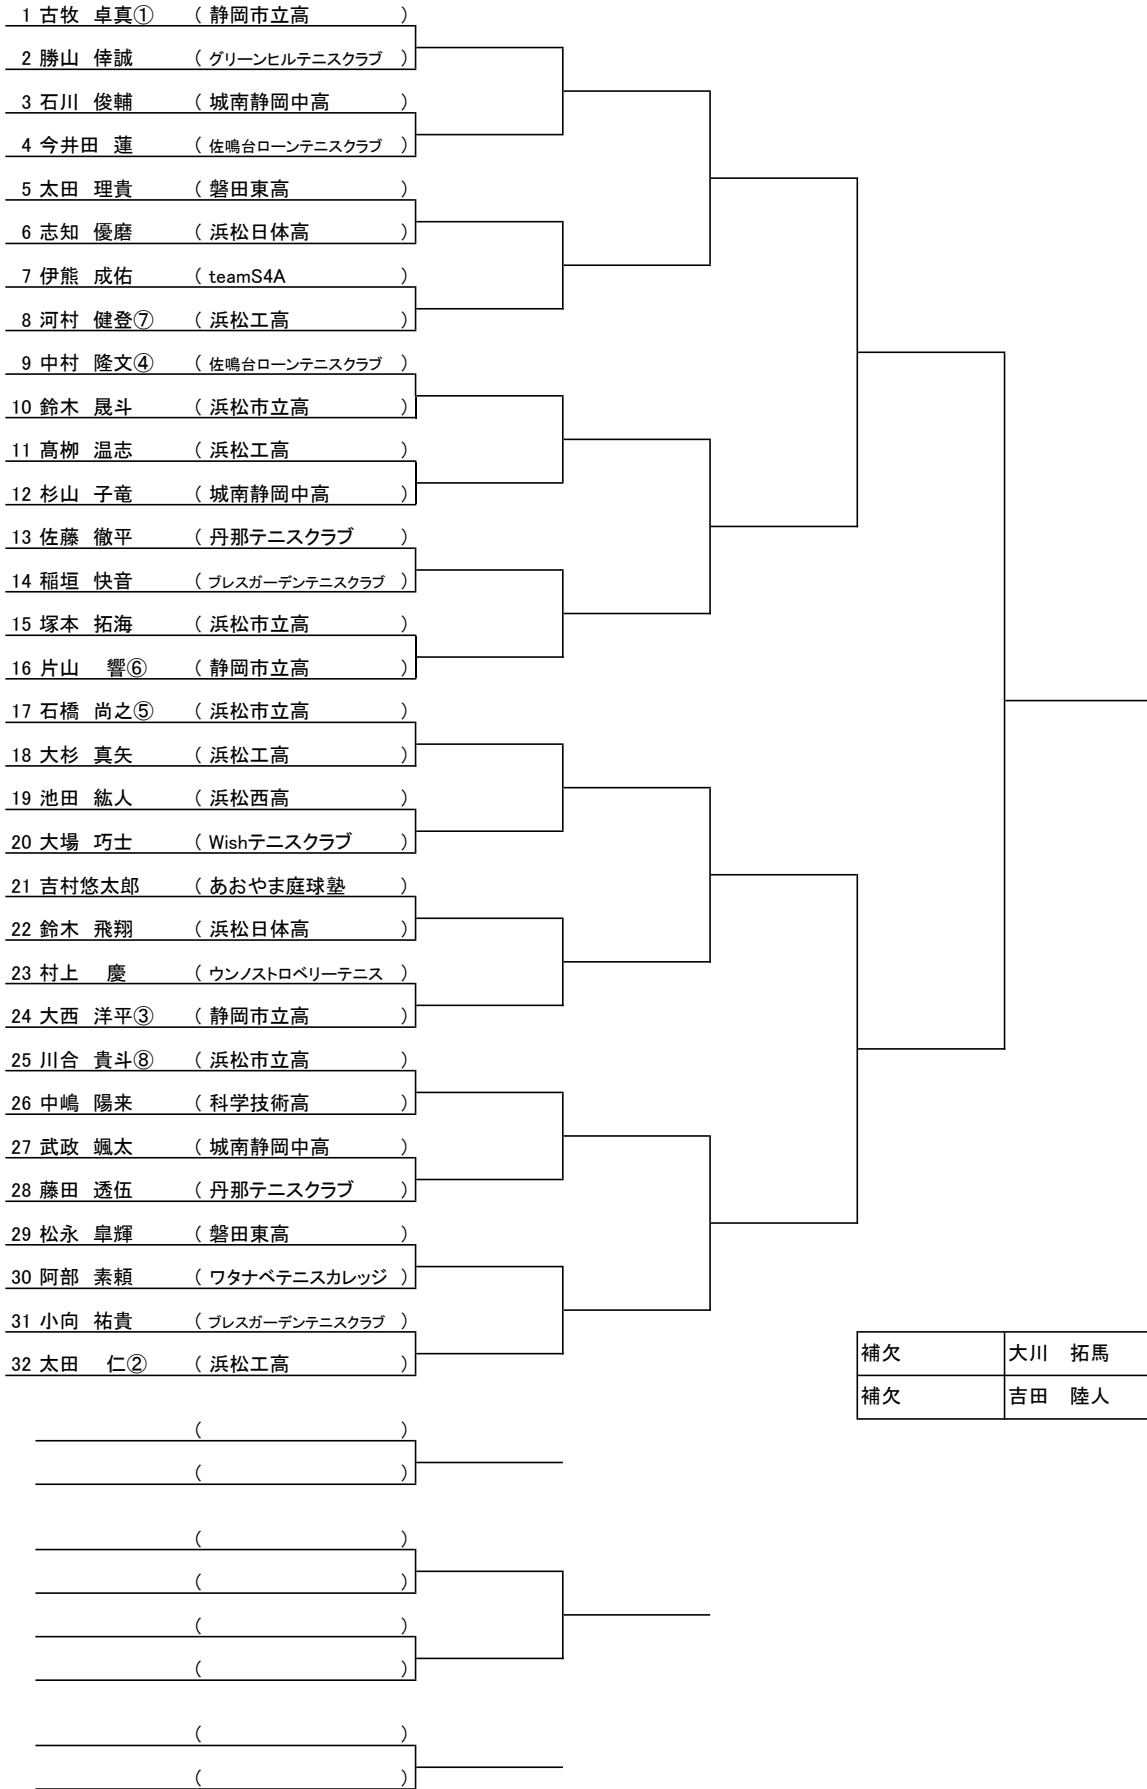 1 古牧 卓真① ( 静岡市立高 )
2 勝山 倖誠 ( グリーンヒルテニスクラブ )
3 石川 俊輔 ( 城南静岡中高 )
4 今井田 蓮 ( 佐鳴台ローンテニスクラブ )
5 太田 理貴 ( 磐田東高 )
6 志知 優磨 ( 浜松日体高 )
7 伊熊 成佑 ( teamS4A )
8 河村 健登⑦ ( 浜松工高 )
9 中村 隆文④ ( 佐鳴台ローンテニスクラブ )
10 鈴木 晟斗 ( 浜松市立高 )
11 髙栁 温志 ( 浜松工高 )
12 杉山 子竜 ( 城南静岡中高 )
13 佐藤 徹平 ( 丹那テニスクラブ )
14 稲垣 快音 ( ブレスガーデンテニスクラブ )
15 塚本 拓海 ( 浜松市立高 )
16 片山 響⑥ ( 静岡市立高 )
17 石橋 尚之⑤ ( 浜松市立高 )
18 大杉 真矢 ( 浜松工高 )
19 池田 紘人 ( 浜松西高 )
20 大場 巧士 ( Wishテニスクラブ )
21 吉村悠太郎 ( あおやま庭球塾 )
22 鈴木 飛翔 ( 浜松日体高 )
23 村上 慶 ( ウンノストロベリーテニス )
24 大西 洋平③ ( 静岡市立高 )
25 川合 貴斗⑧ ( 浜松市立高 )
26 中嶋 陽来 ( 科学技術高 )
27 武政 颯太 ( 城南静岡中高 )
28 藤田 透伍 ( 丹那テニスクラブ )
29 松永 皐輝 ( 磐田東高 )
30 阿部 素頼 ( ワタナベテニスカレッジ )
31 小向 祐貴 ( ブレスガーデンテニスクラブ )
32 太田 仁② ( 浜松工高 )
補欠 大川 拓馬
補欠 吉田 陸人
( )
( )
( )
( )
( )
( )
( )
( )